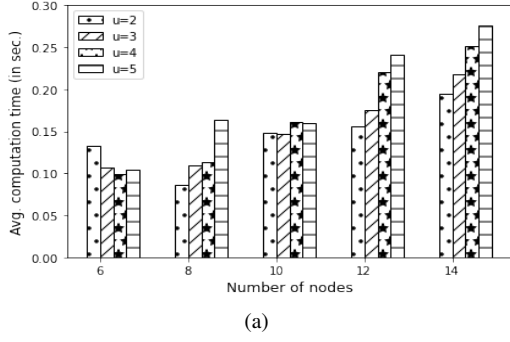 0.30
0.25
0.20
0.15
0.10
0.05
0.00
Avg. computation time (in sec.)
u=2
u=3
u=4
u=5
6 8 10 12 14
Number of nodes
(a)